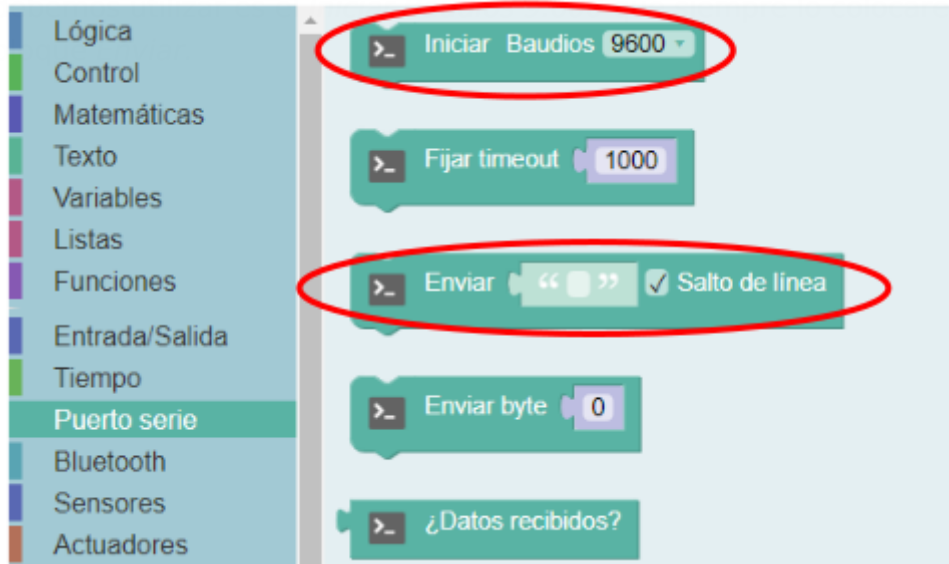 Lógica
Control
Matemáticas
Texto
Variables
Listas
Funciones
Entrada/Salida
Tiempo
Puerto serie
Bluetooth
Sensores
Actuadores
>_ Iniciar Baudios 9600
>_ Fijar timeout 1000
>_ Enviar “ ” Salto de línea
>_ Enviar byte 0
>_ ¿Datos recibidos?